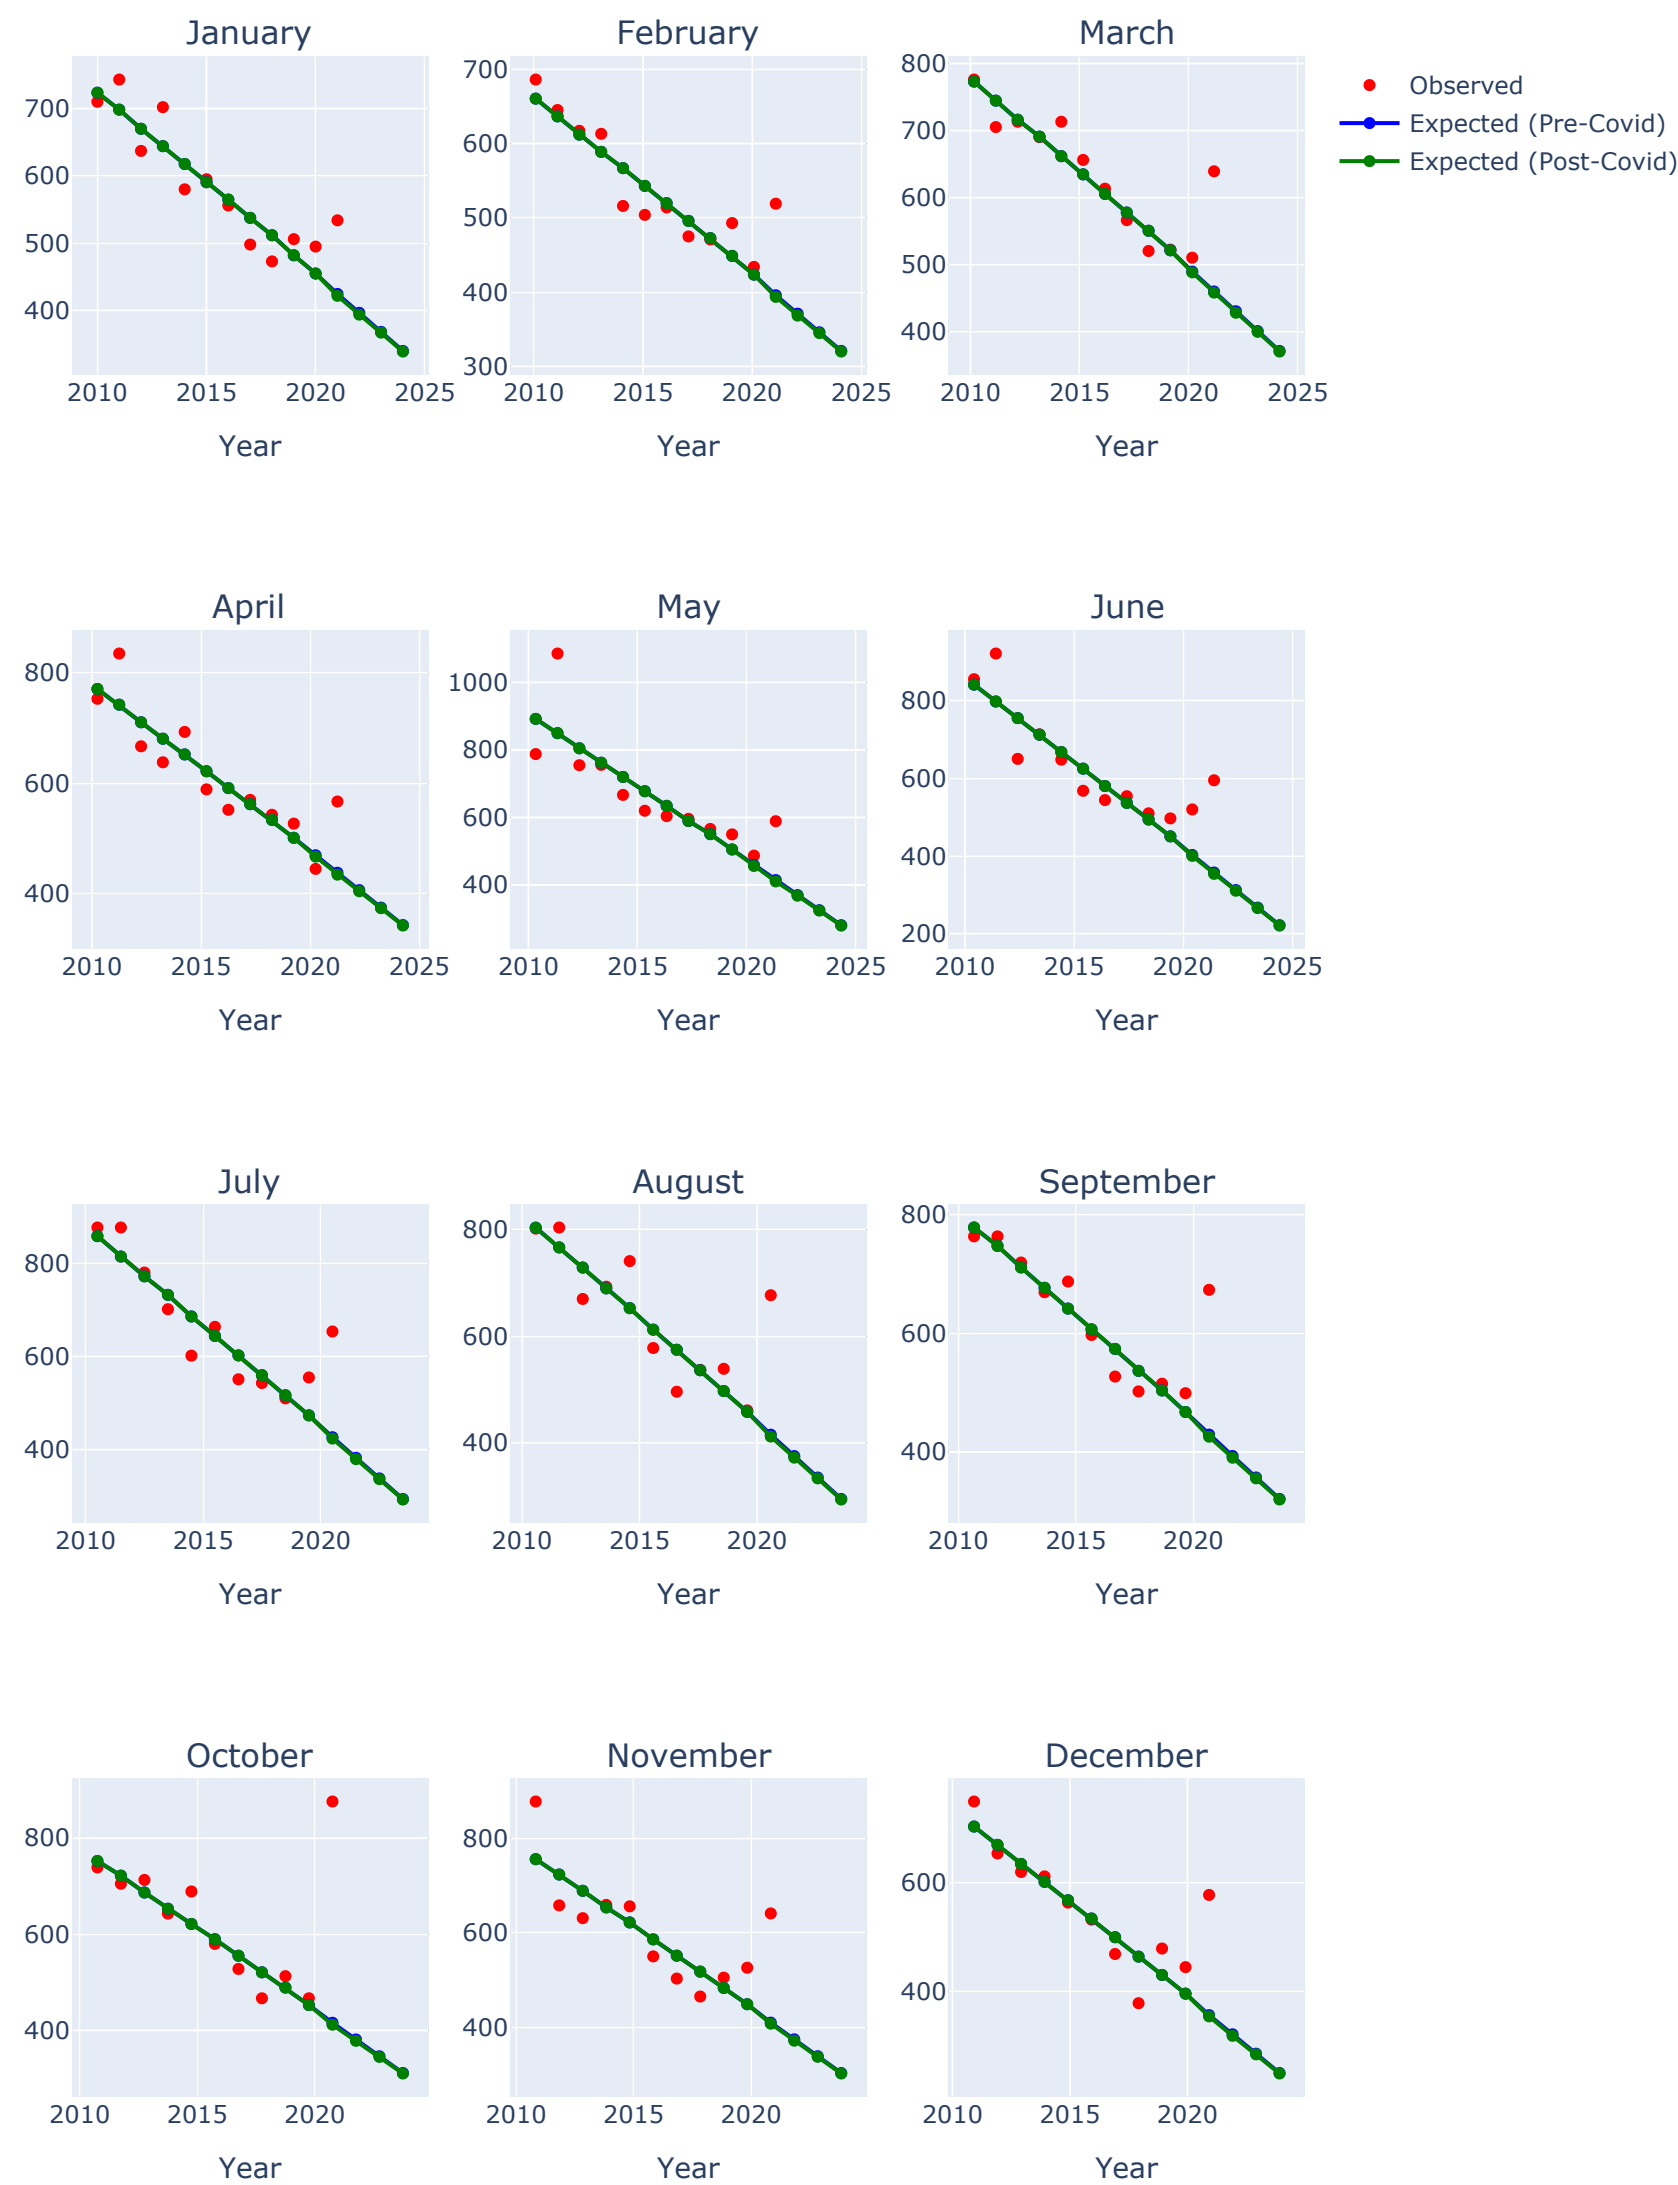 January
February
March
700
600
500
400
2010 2015 2020 2025
Year
700
600
500
400
300
2010 2015 2020 2025
Year
800
700
600
500
400
2010 2015 2020 2025
Year
Observed
Expected (Pre-Covid)
Expected (Post-Covid)
April
May
June
800
600
400
2010 2015 2020 2025
Year
1000
800
600
400
2010 2015 2020 2025
Year
800
600
400
200
2010 2015 2020 2025
Year
July
August
September
800
600
400
2010 2015 2020
Year
800
600
400
2010 2015 2020
Year
800
600
400
2010 2015 2020
Year
October
November
December
800
600
400
2010 2015 2020
Year
800
600
400
2010 2015 2020
Year
600
400
2010 2015 2020
Year